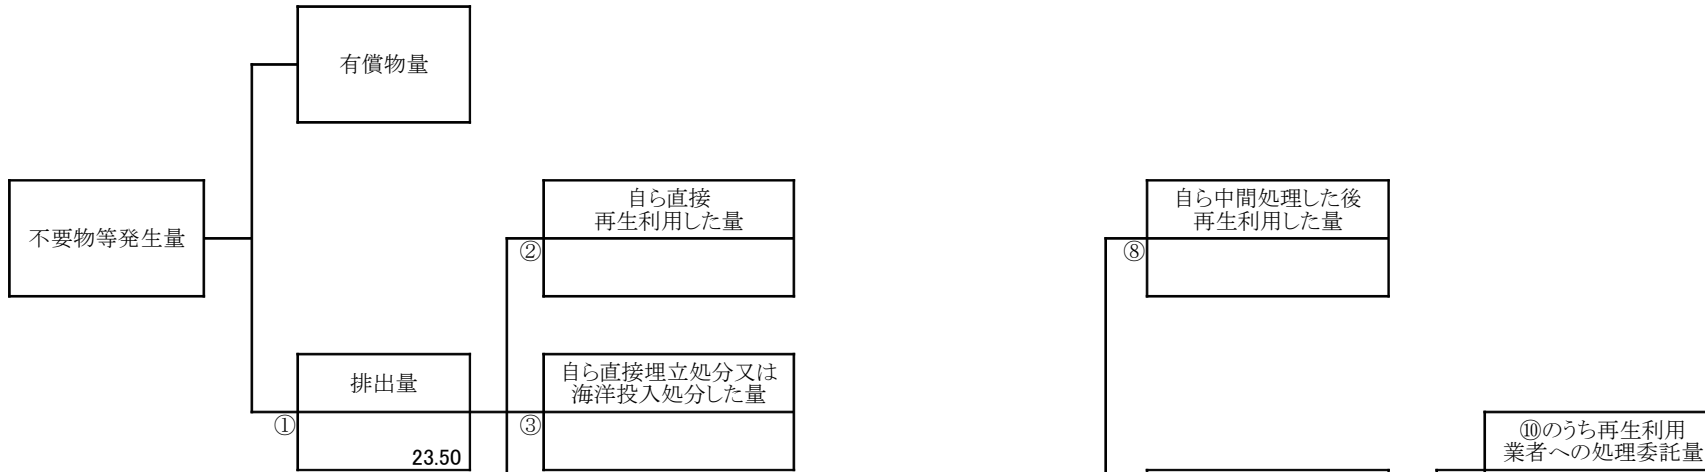 有償物量
不要物等発生量
自ら直接
再生利用した量
②
自ら中間処理した後
再生利用した量
⑧
排出量
①
23.50
自ら直接埋立処分又は
海洋投入処分した量
③
⑩のうち再生利用
業者への処理委託量